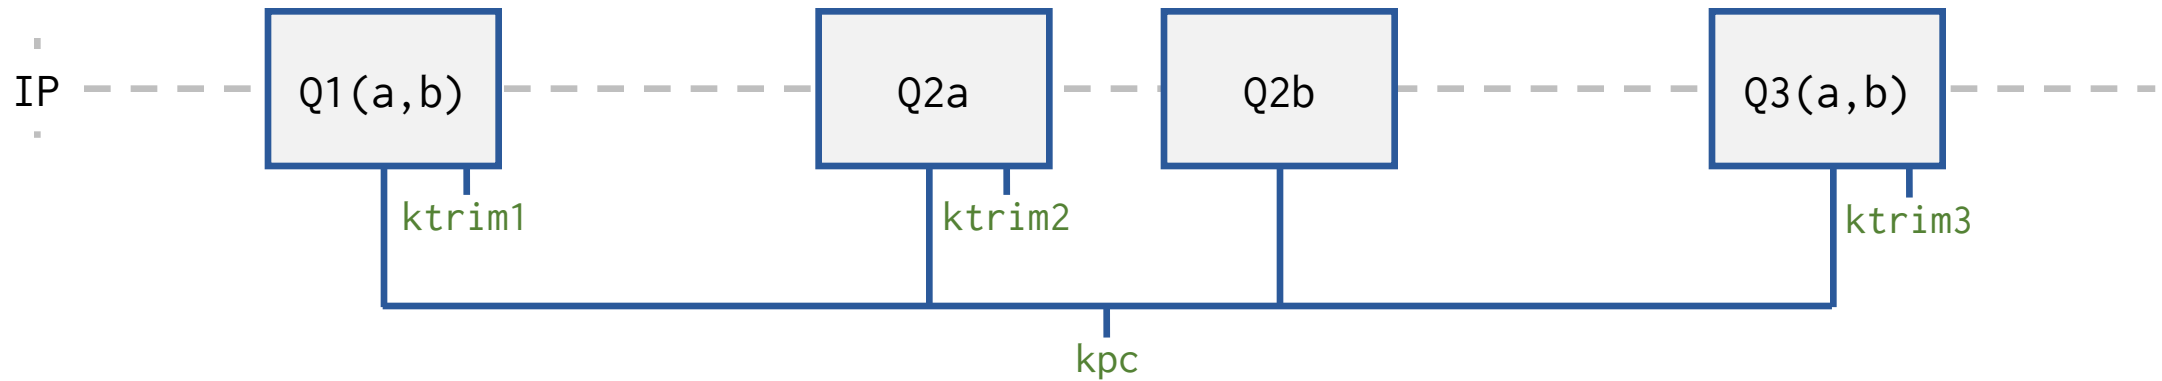 IP
Q1(a,b)
Q2a
Q2b
Q3(a,b)
ktrim1
ktrim2
ktrim3
kpc